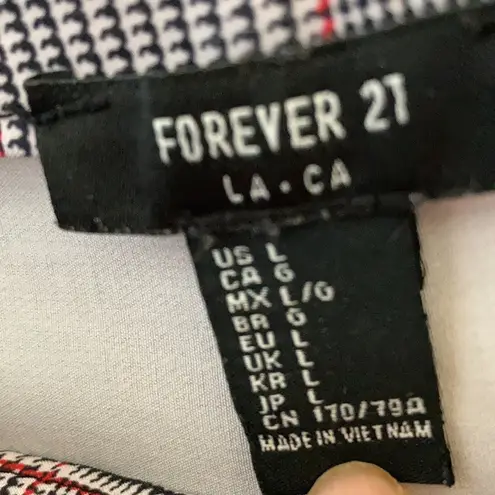 FOREVER 21
LA • CA
US L
CA G
MX L/G
BR G
EU L
UK L
KR L
JP L
CN 170/79A
MADE IN VIETNAM